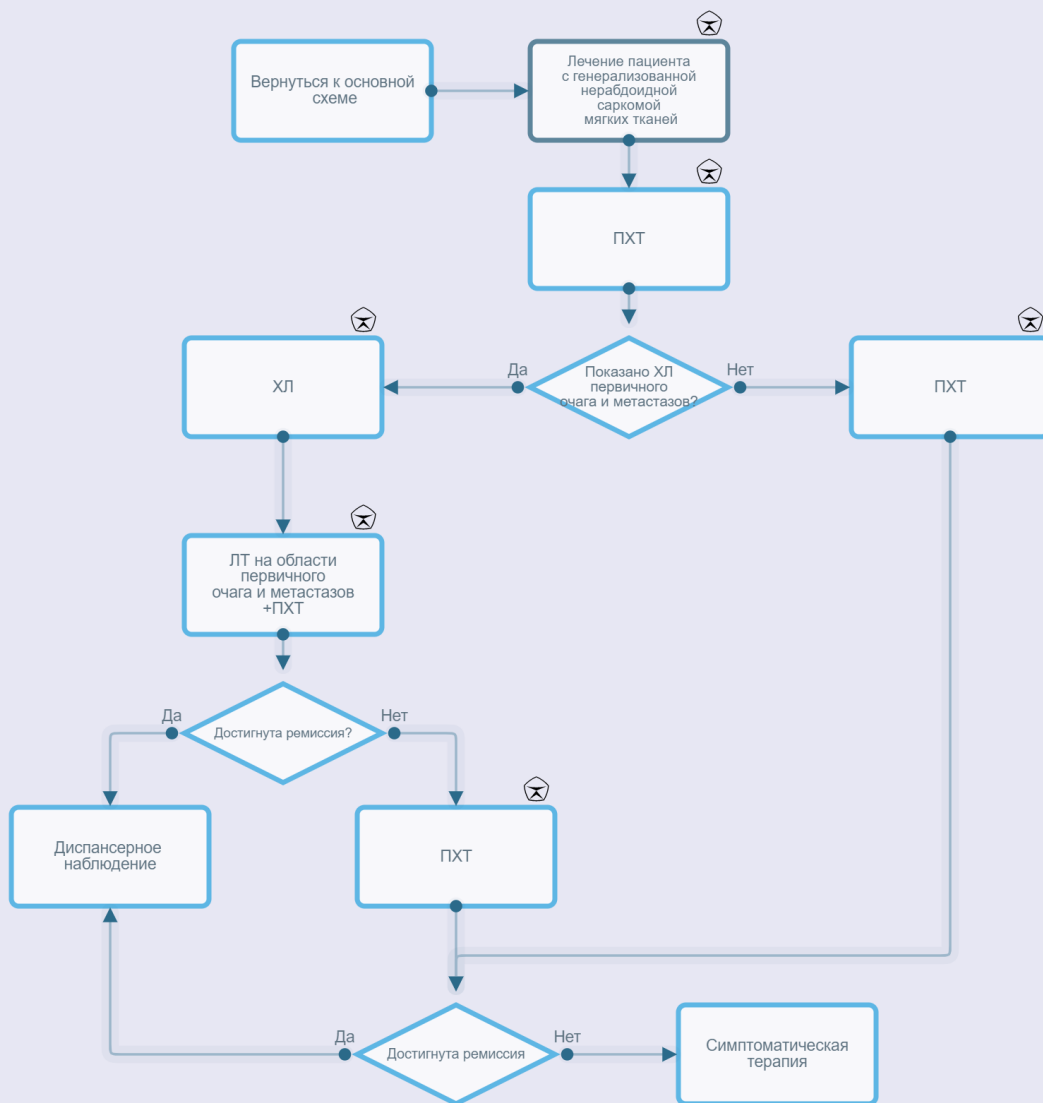 Вернуться к основной
схеме
Лечение пациента
с генерализованной
нерабдоидной
саркомой
мягких тканей
ПХТ
Да
Показано ХЛ
первичного
очага и метастазов?
Нет
ХЛ
ПХТ
ЛТ на области
первичного
очага и метастазов
+ПХТ
Да
Достигнута ремиссия?
Нет
Диспансерное
наблюдение
ПХТ
Да
Достигнута ремиссия
Нет
Симптоматическая
терапия